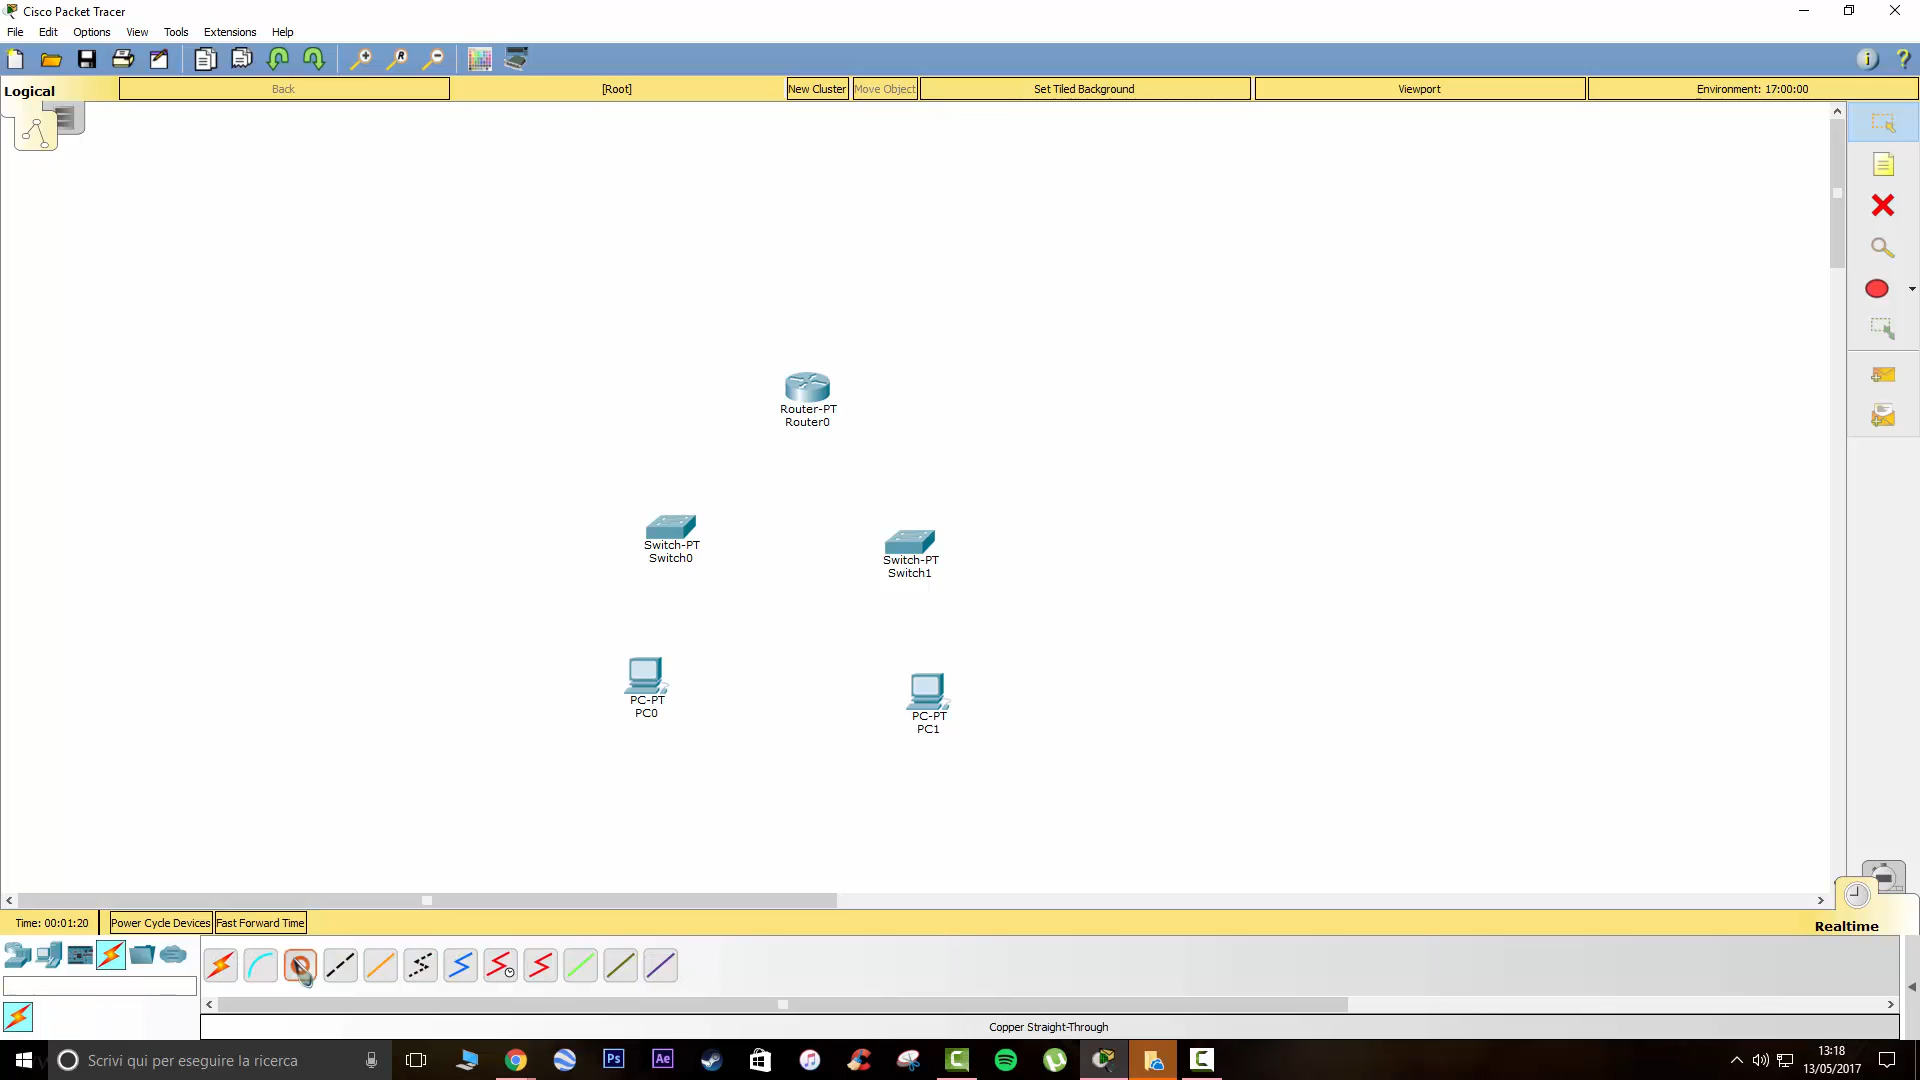 Cisco Packet Tracer
File Edit Options View Tools Extensions Help
Logical Back [Root] New Cluster Move Object Set Tiled Background Viewport Environment: 17:00:00
Router-PT
Router0
Switch-PT
Switch0
Switch-PT
Switch1
PC-PT
PC0
PC-PT
PC1
Time: 00:01:20 Power Cycle Devices Fast Forward Time
Realtime
Copper Straight-Through
Scrivi qui per eseguire la ricerca
Ps
Ae
13:18
13/05/2017